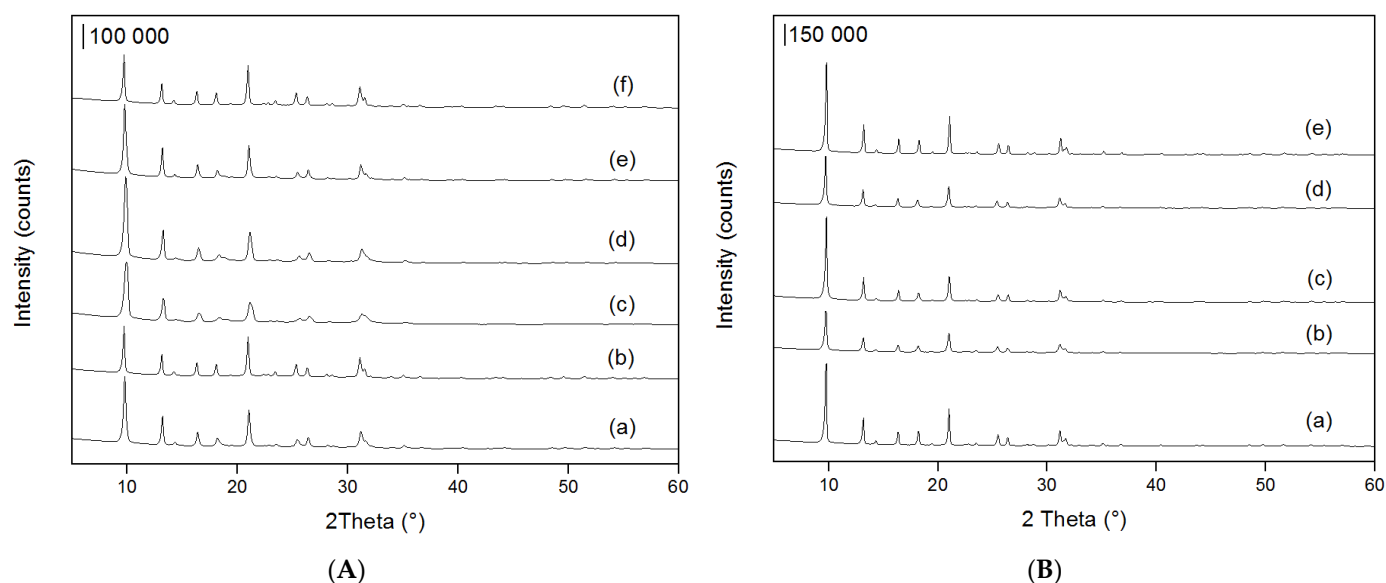 |100 000
(f)
(e)
(d)
(c)
(b)
(a)
Intensity (counts)
10
20
30
40
50
60
2Theta (°)
(A)
|150 000
(e)
(d)
(c)
(b)
(a)
Intensity (counts)
10
20
30
40
50
60
2 Theta (°)
(B)